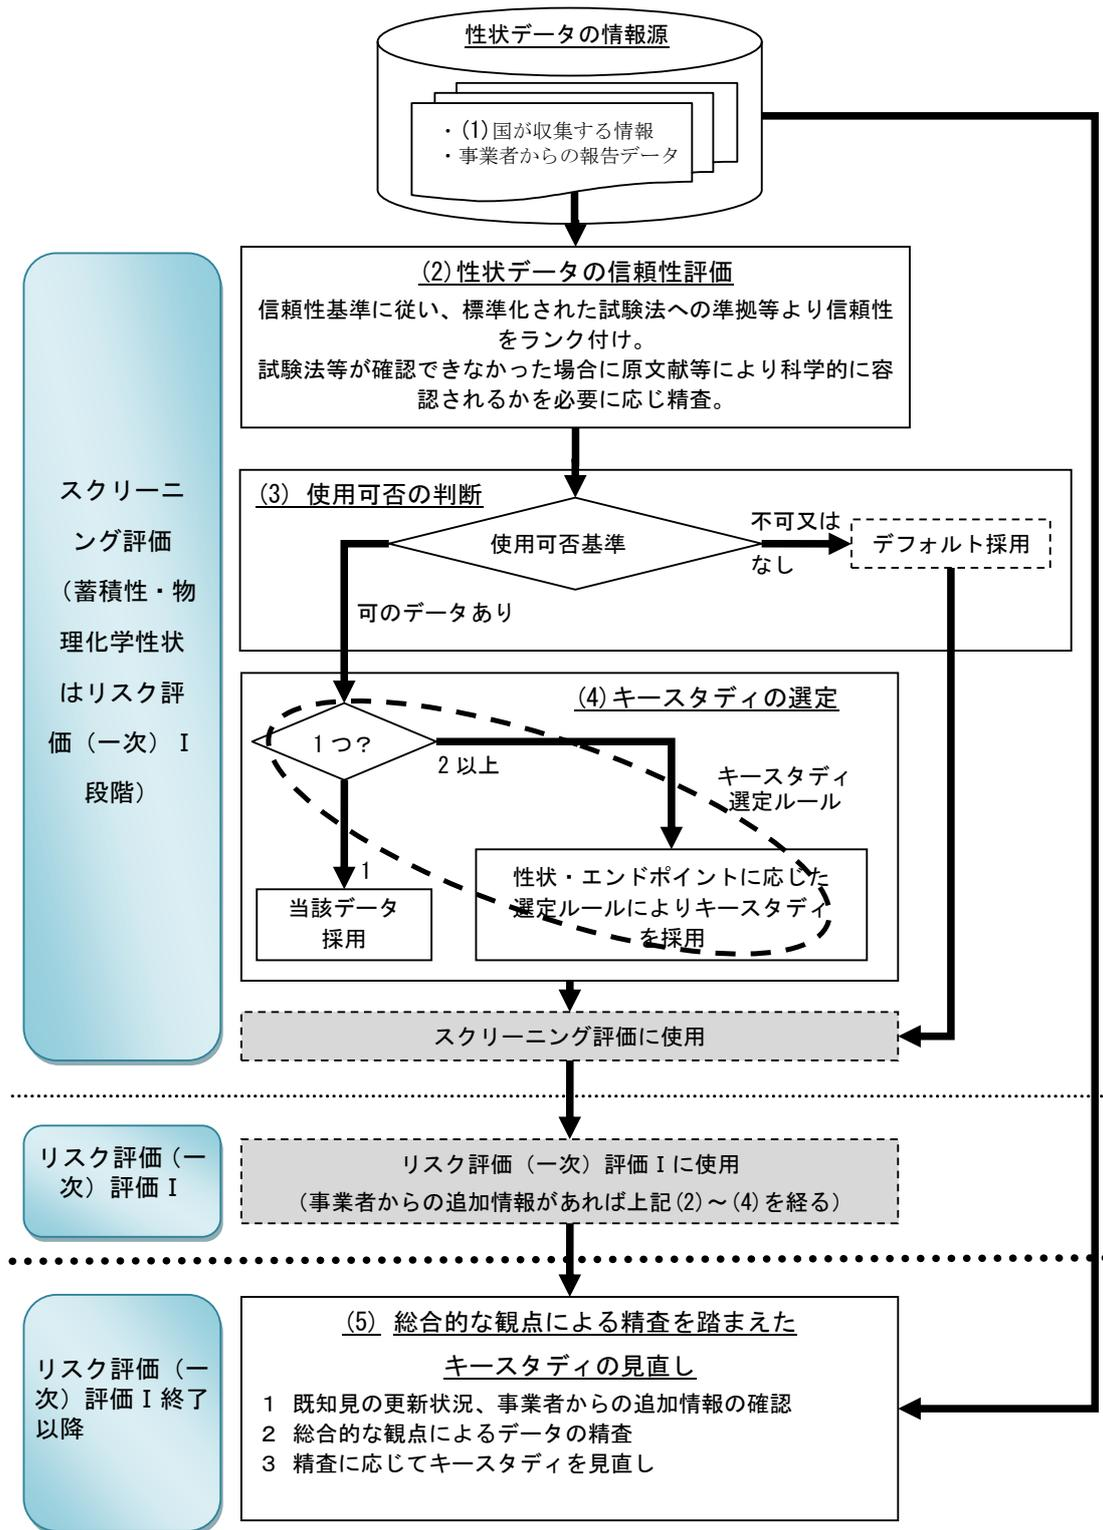 性状データの情報源
・(1)国が収集する情報
・事業者からの報告データ
(2)性状データの信頼性評価
信頼性基準に従い、標準化された試験法への準拠等より信頼性
をランク付け。
試験法等が確認できなかった場合に原文献等により科学的に容
認されるかを必要に応じ精査。
スクリーニ
ング評価
（蓄積性・物
理化学性状
はリスク評
価（一次）Ⅰ
段階）
(3) 使用可否の判断
使用可否基準
不可又は
なし
デフォルト採用
可のデータあり
(4)キースタディの選定
1つ？
2以上
キースタディ
選定ルール
1
当該データ
採用
性状・エンドポイントに応じた
選定ルールによりキースタディ
を採用
スクリーニング評価に使用
リスク評価（一
次）評価Ⅰ
リスク評価（一次）評価Ⅰに使用
（事業者からの追加情報があれば上記(2)～(4)を経る）
リスク評価（一
次）評価Ⅰ終了
以降
(5) 総合的な観点による精査を踏まえた
キースタディの見直し
1 既知見の更新状況、事業者からの追加情報の確認
2 総合的な観点によるデータの精査
3 精査に応じてキースタディを見直し